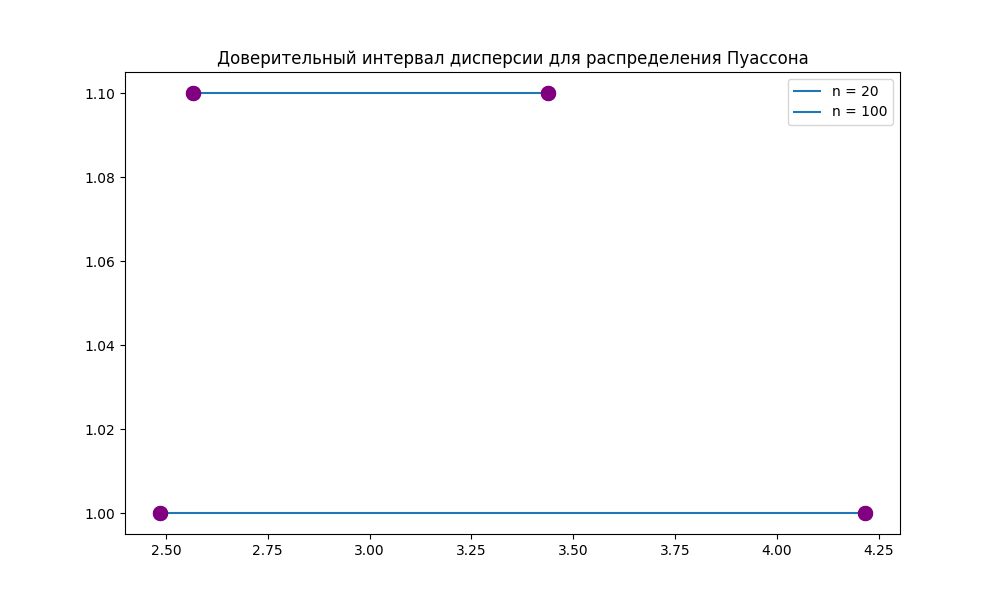 Доверительный интервал дисперсии для распределения Пуассона
n = 20
n = 100
1.10
1.08
1.06
1.04
1.02
1.00
2.50 2.75 3.00 3.25 3.50 3.75 4.00 4.25